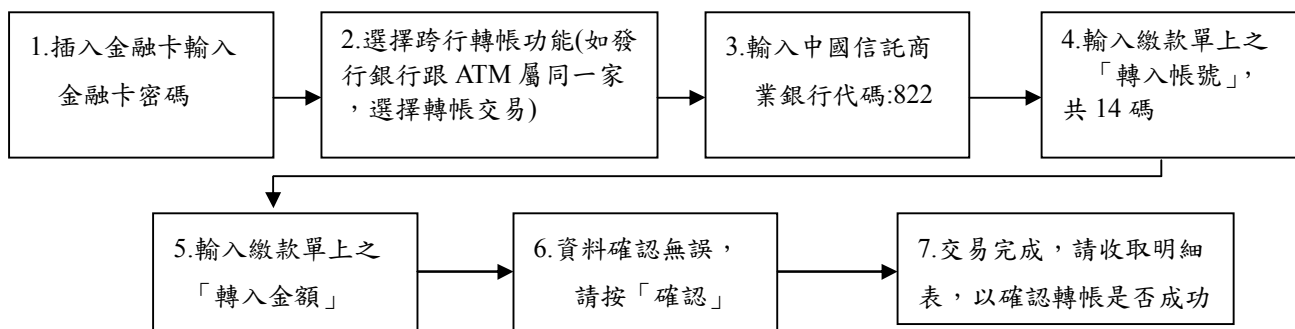 1.插入金融卡輸入
金融卡密碼
2.選擇跨行轉帳功能(如發
行銀行跟 ATM 屬同一家
，選擇轉帳交易)
3.輸入中國信託商
業銀行代碼:822
4.輸入繳款單上之
「轉入帳號」，
共 14 碼
5.輸入繳款單上之
「轉入金額」
6.資料確認無誤，
請按「確認」
7.交易完成，請收取明細
表，以確認轉帳是否成功